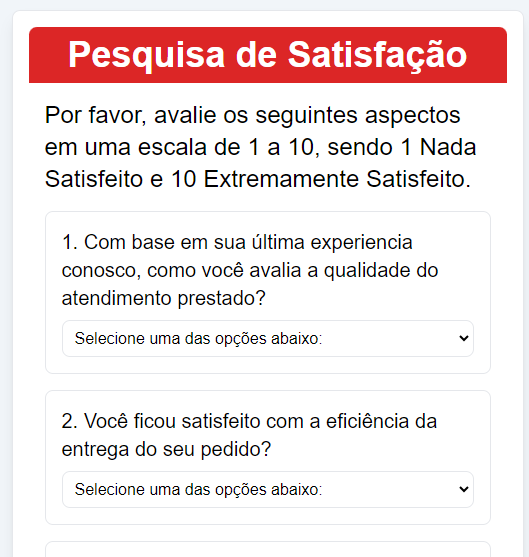 Pesquisa de Satisfação
Por favor, avalie os seguintes aspectos
em uma escala de 1 a 10, sendo 1 Nada
Satisfeito e 10 Extremamente Satisfeito.
1. Com base em sua última experiencia
conosco, como você avalia a qualidade do
atendimento prestado?
Selecione uma das opções abaixo:
2. Você ficou satisfeito com a eficiência da
entrega do seu pedido?
Selecione uma das opções abaixo: